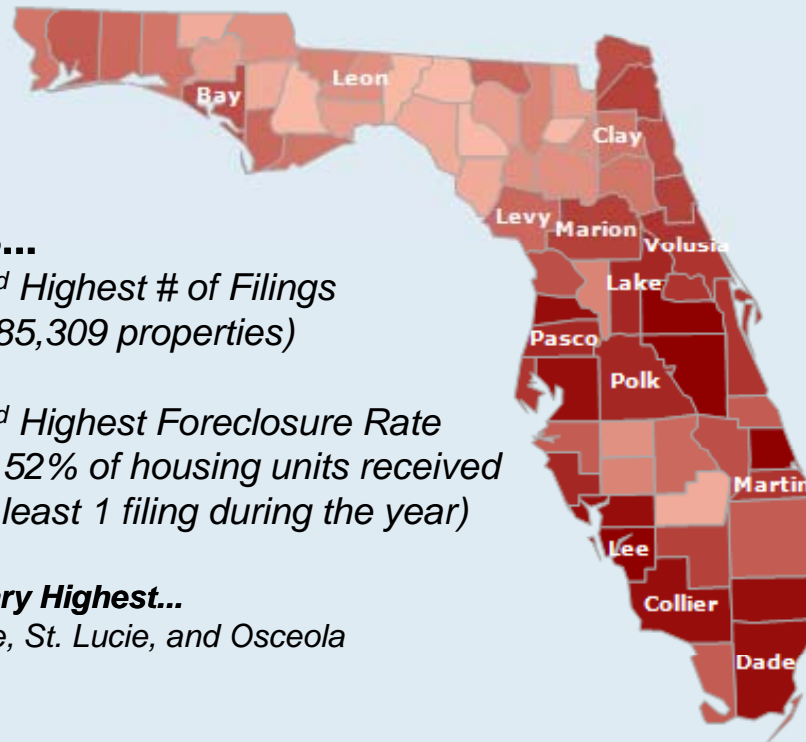 ...
d Highest # of Filings
85,309 properties)
d Highest Foreclosure Rate
52% of housing units received
least 1 filing during the year)
ry Highest...
e, St. Lucie, and Osceola
Bay
Leon
Clay
Levy
Marion
Volusia
Lake
Pasco
Polk
Martin
Lee
Collier
Dade